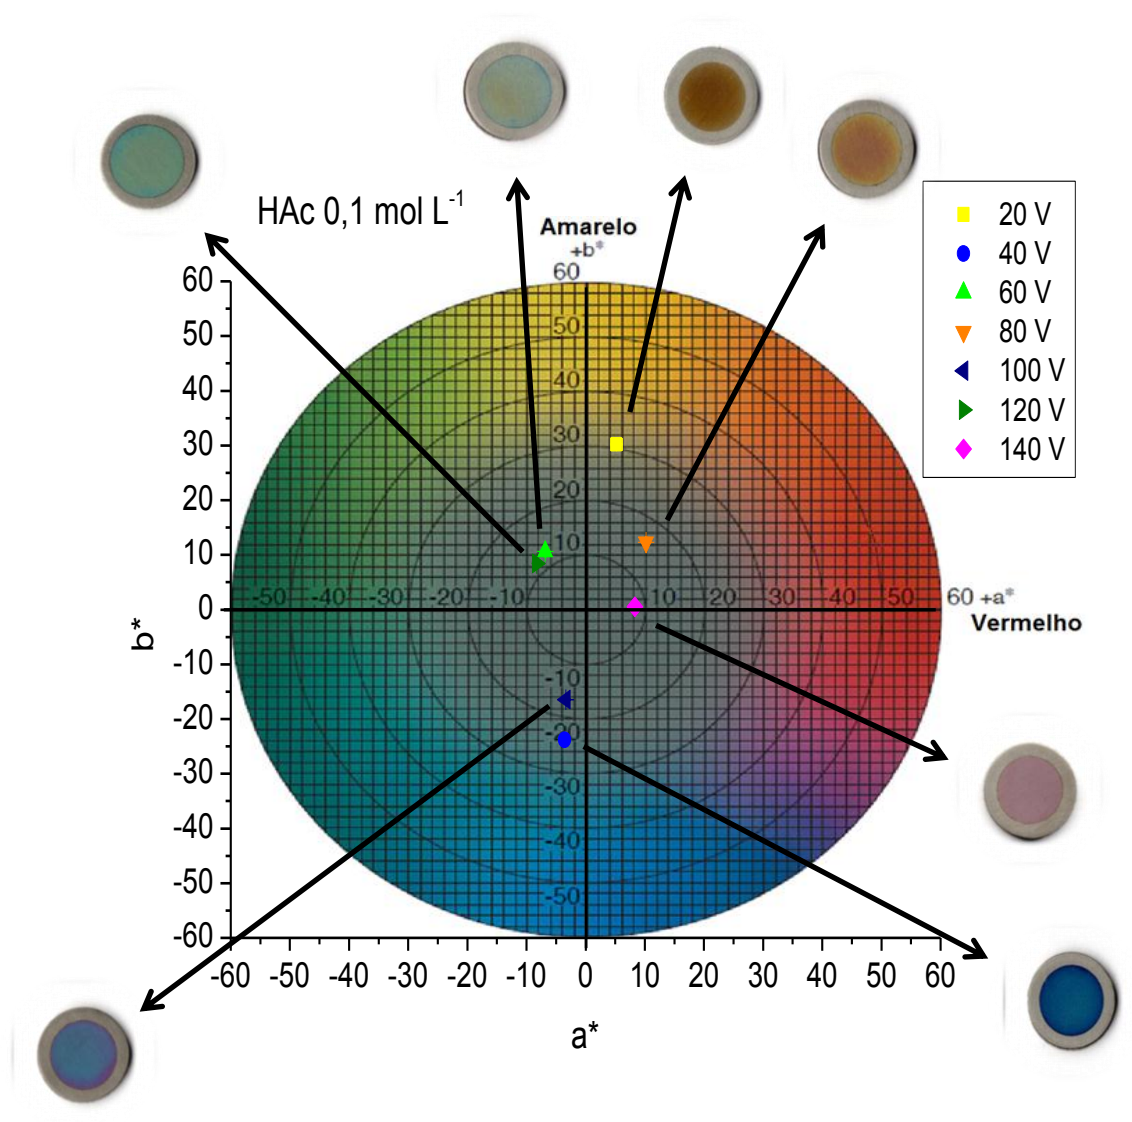 HAc 0,1 mol L⁻¹
Amarelo
+b*
60
50
40
30
20
10
-50 -40 -30 -20 -10 10 20 30 40 50 60 +a*
Vermelho
-10
-20
-30
-40
-50
20 V
40 V
60 V
80 V
100 V
120 V
140 V
b*
60
50
40
30
20
10
0
-10
-20
-30
-40
-50
-60
-60 -50 -40 -30 -20 -10 0 10 20 30 40 50 60
a*